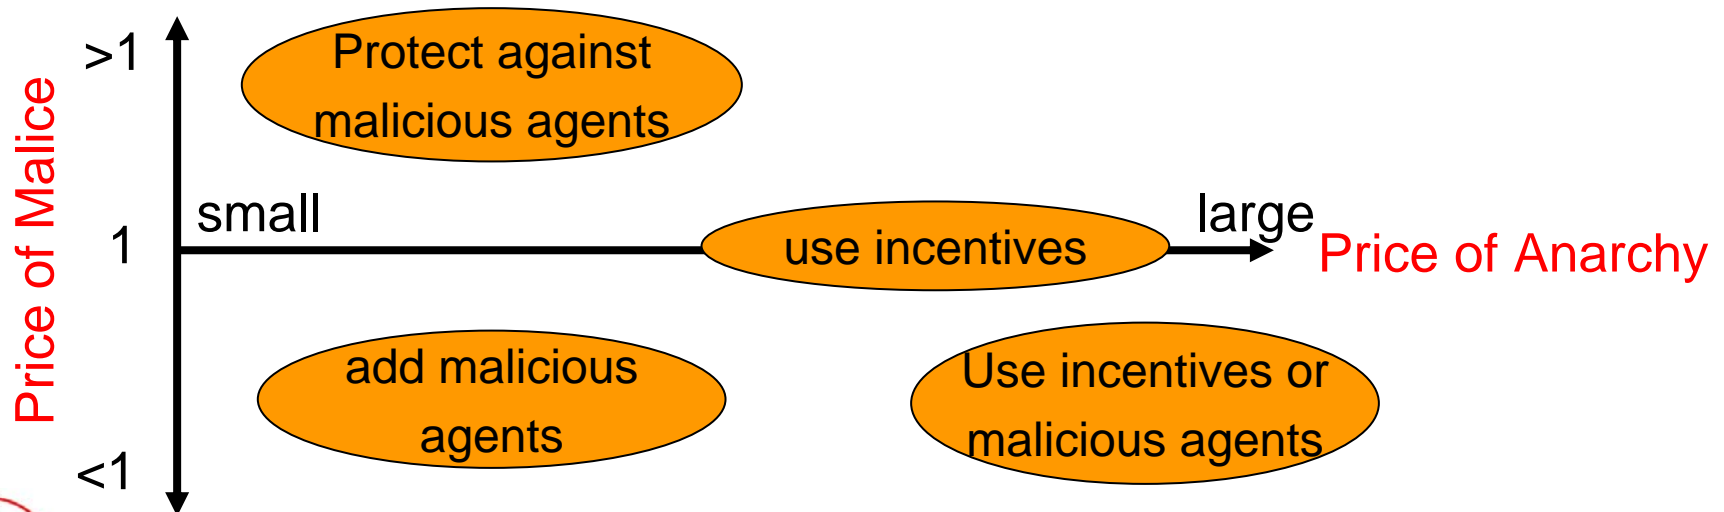 >1
Protect against
malicious agents
Price of Malice
small
large
1
use incentives
Price of Anarchy
add malicious
agents
Use incentives or
malicious agents
<1